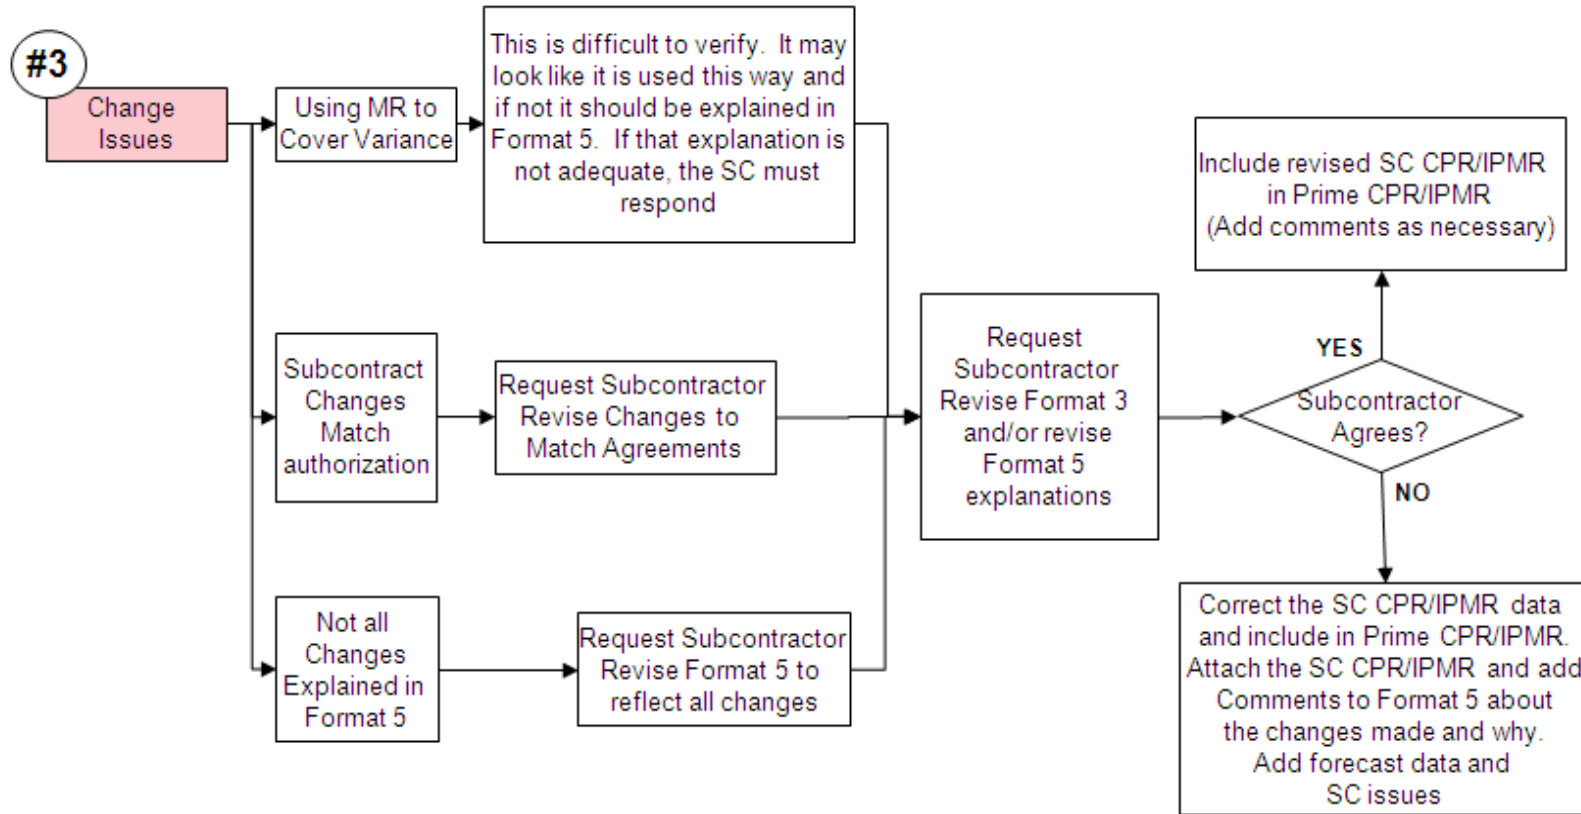 #3
Change
Issues
Using MR to
Cover Variance
This is difficult to verify. It may
look like it is used this way and
if not it should be explained in
Format 5. If that explanation is
not adequate, the SC must
respond
Subcontract
Changes
Match
authorization
Request Subcontractor
Revise Changes to
Match Agreements
Not all
Changes
Explained in
Format 5
Request Subcontractor
Revise Format 5 to
reflect all changes
Request
Subcontractor
Revise Format 3
and/or revise
Format 5
explanations
Subcontractor
Agrees?
YES
Include revised SC CPR/IPMR
in Prime CPR/IPMR
(Add comments as necessary)
NO
Correct the SC CPR/IPMR data
and include in Prime CPR/IPMR.
Attach the SC CPR/IPMR and add
Comments to Format 5 about
the changes made and why.
Add forecast data and
SC issues